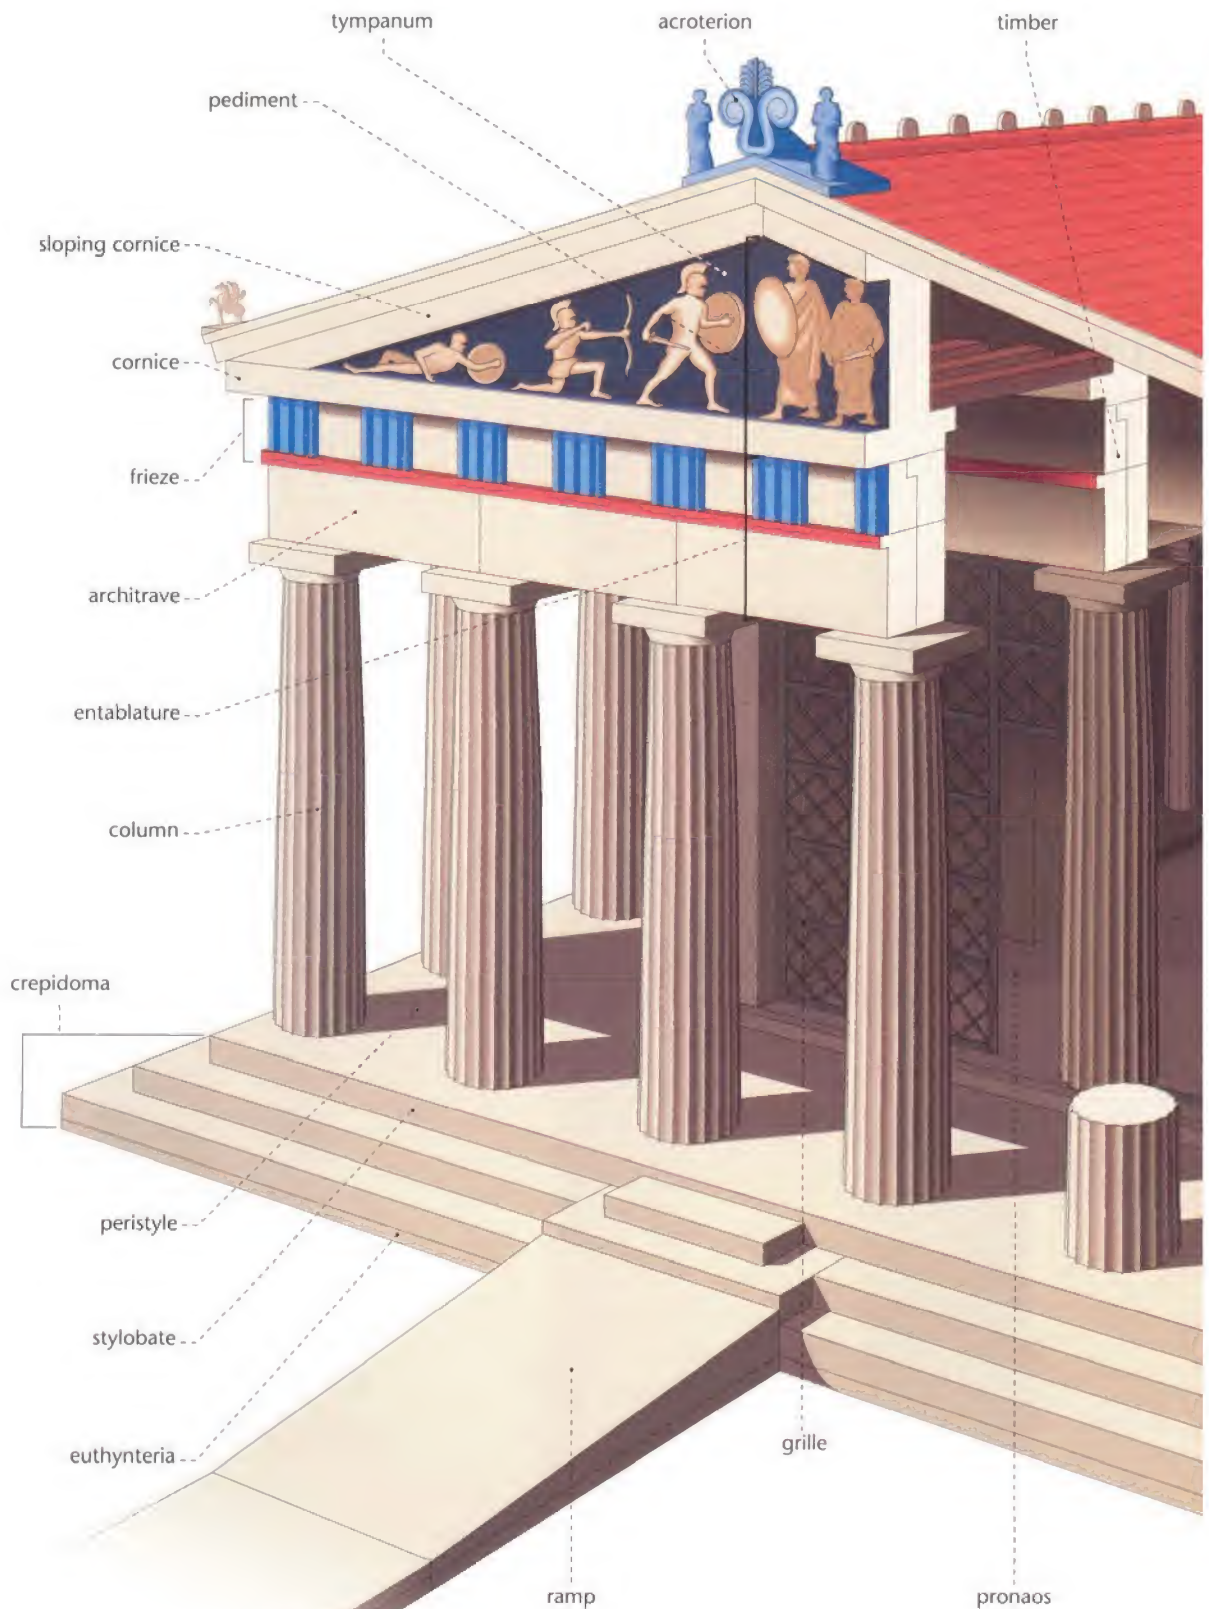 tympanum
acroterion
timber
pediment
sloping cornice
cornice
frieze
architrave
entablature
column
crepidoma
peristyle
stylobate
euthynteria
grille
ramp
pronaos